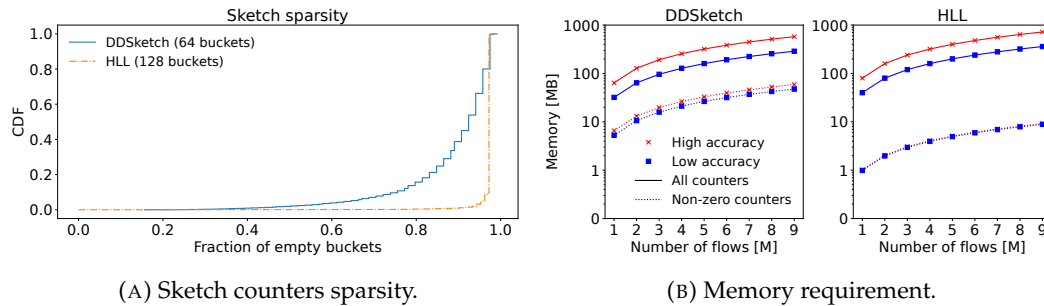 Sketch sparsity
CDF
1.0
0.8
0.6
0.4
0.2
0.0
DDSketch (64 buckets)
HLL (128 buckets)
0.0 0.2 0.4 0.6 0.8 1.0
Fraction of empty buckets
(A) Sketch counters sparsity.
DDSketch
HLL
Memory [MB]
1000
100
10
1
0
High accuracy
Low accuracy
All counters
Non-zero counters
1 2 3 4 5 6 7 8 9
Number of flows [M]
1000
100
10
1
0
1 2 3 4 5 6 7 8 9
Number of flows [M]
(B) Memory requirement.